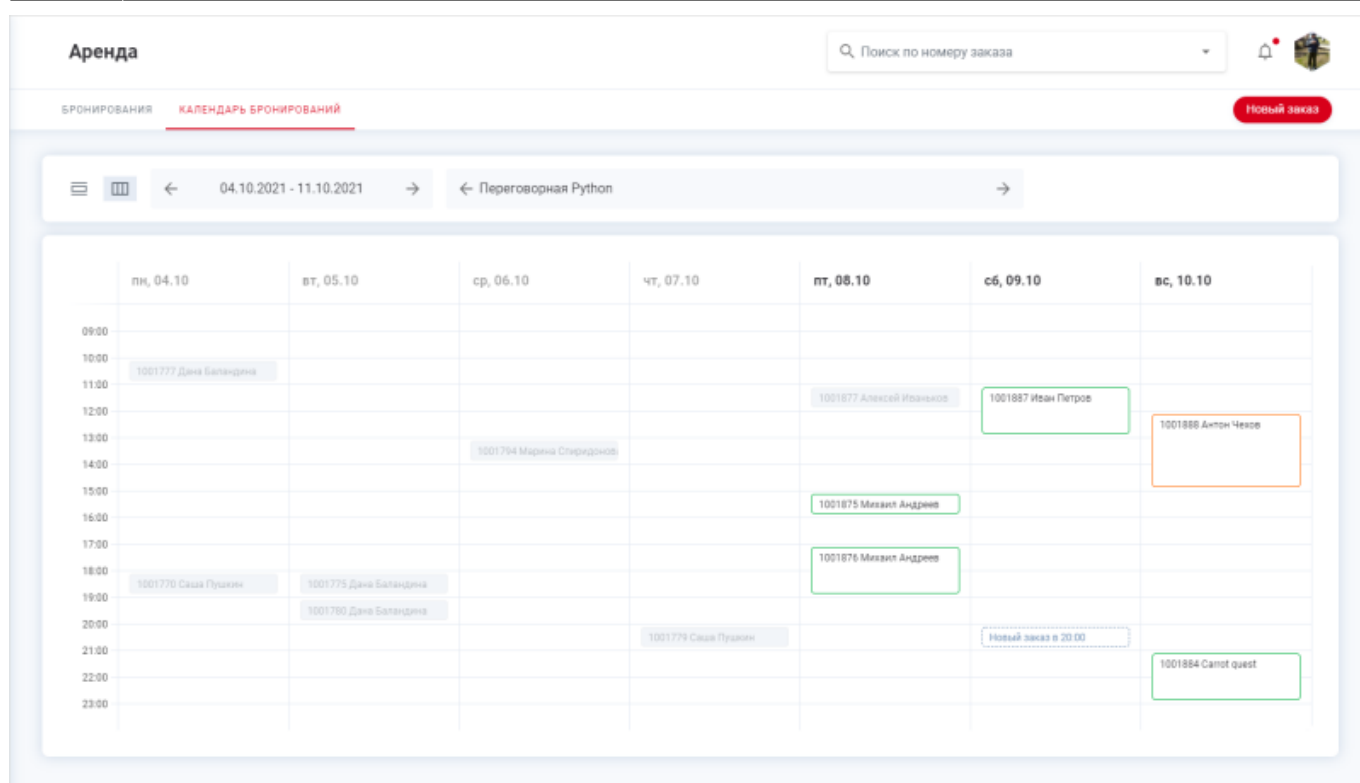 Аренда
Поиск по номеру заказа
БРОНИРОВАНИЯ
КАЛЕНДАРЬ БРОНИРОВАНИЙ
Новый заказ
04.10.2021 - 11.10.2021
Переговорная Python
пн, 04.10
вт, 05.10
ср, 06.10
чт, 07.10
пт, 08.10
сб, 09.10
вс, 10.10
09:00
10:00
1001777 Дана Баландина
11:00
1001877 Алексей Иваньков
1001887 Иван Петров
12:00
1001888 Антон Чехов
13:00
1001794 Марина Спиридонов
14:00
15:00
1001875 Михаил Андреев
16:00
17:00
1001876 Михаил Андреев
18:00
1001770 Саша Пушкин
1001775 Дана Баландина
19:00
1001780 Дана Баландина
20:00
1001779 Саша Пушкин
Новый заказ в 20:00
21:00
1001884 Carrot quest
22:00
23:00